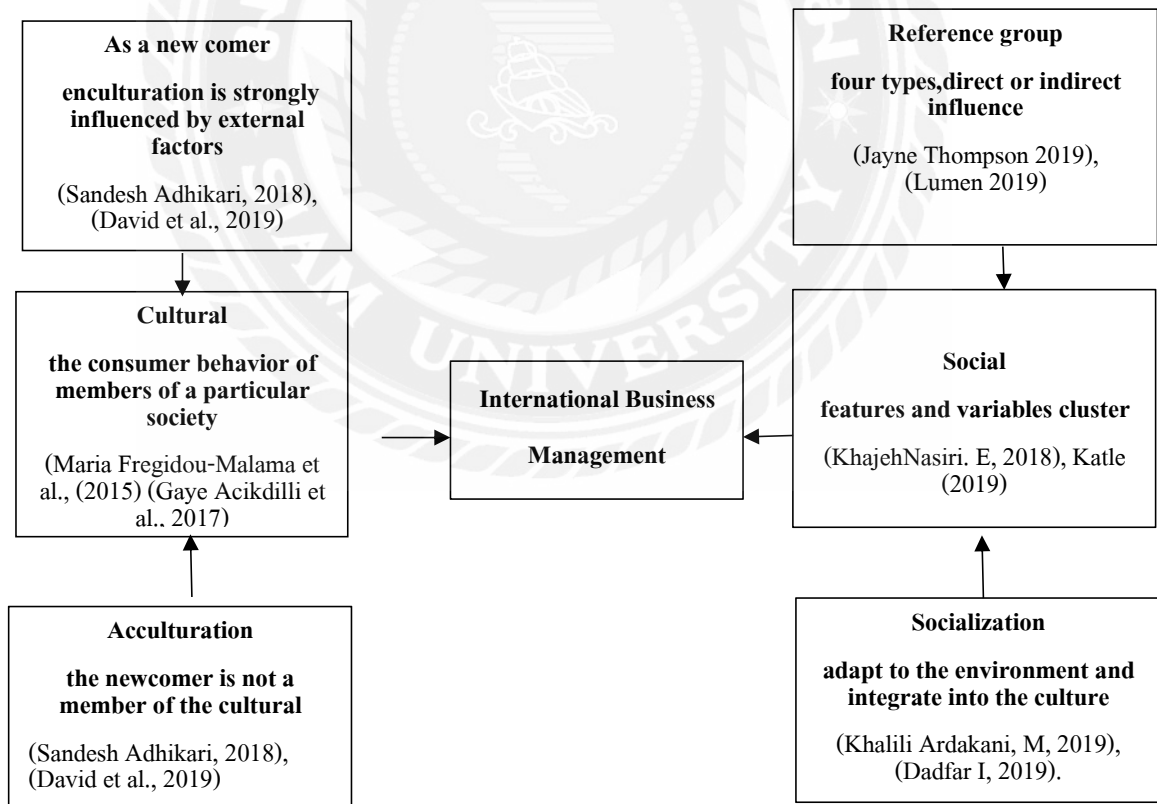 As a new comer
enculturation is strongly
influenced by external
factors
(Sandesh Adhikari, 2018),
(David et al., 2019)
Reference group
four types,direct or indirect
influence
(Jayne Thompson 2019),
(Lumen 2019)
Cultural
the consumer behavior of
members of a particular
society
(Maria Fregidou-Malama et
al., (2015) (Gaye Acikdilli et
al., 2017)
International Business
Management
Social
features and variables cluster
(KhajehNasiri. E, 2018), Katle
(2019)
Acculturation
the newcomer is not a
member of the cultural
(Sandesh Adhikari, 2018),
(David et al., 2019)
Socialization
adapt to the environment and
integrate into the culture
(Khalili Ardakani, M, 2019),
(Dadfar I, 2019).
SIAM UNIVERSITY